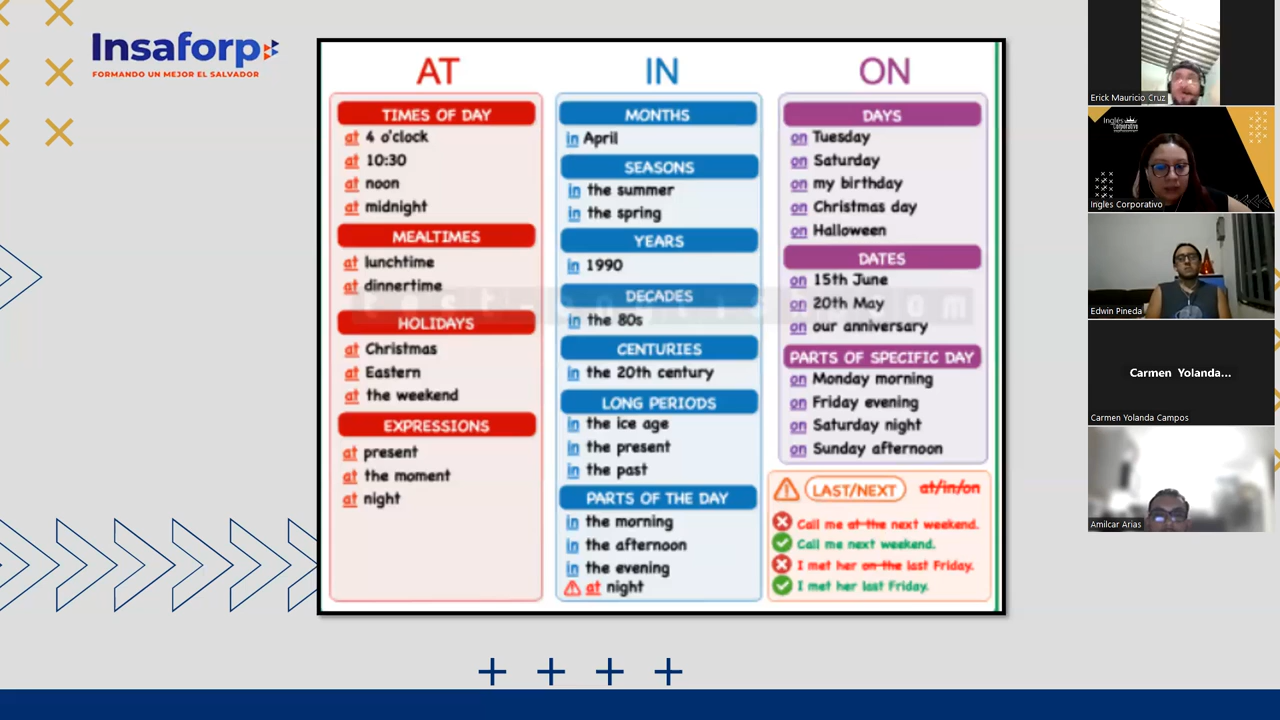 Insaforp
FORMANDO UN MEJOR EL SALVADOR
AT
TIMES OF DAY
at 4 o'clock
at 10:30
at noon
at midnight
MEALTIMES
at lunchtime
at dinnertime
HOLIDAYS
at Christmas
at Eastern
at the weekend
EXPRESSIONS
at present
at the moment
at night
IN
MONTHS
in April
SEASONS
in the summer
in the spring
YEARS
in 1990
DECADES
in the 80s
CENTURIES
in the 20th century
LONG PERIODS
in the ice age
in the present
in the past
PARTS OF THE DAY
in the morning
in the afternoon
in the evening
at night
ON
DAYS
on Tuesday
on Saturday
on my birthday
on Christmas day
on Halloween
DATES
on 15th June
on 20th May
on our anniversary
PARTS OF SPECIFIC DAY
on Monday morning
on Friday evening
on Saturday night
on Sunday afternoon
LAST/NEXT at/in/on
Call me at the next weekend.
Call me next weekend.
I met her on the last Friday.
I met her last Friday.
Erick Mauricio Cruz
Inglés Corporativo
Ingles Corporativo
Edwin Pineda
Carmen Yolanda...
Carmen Yolanda Campos
Amilcar Arias